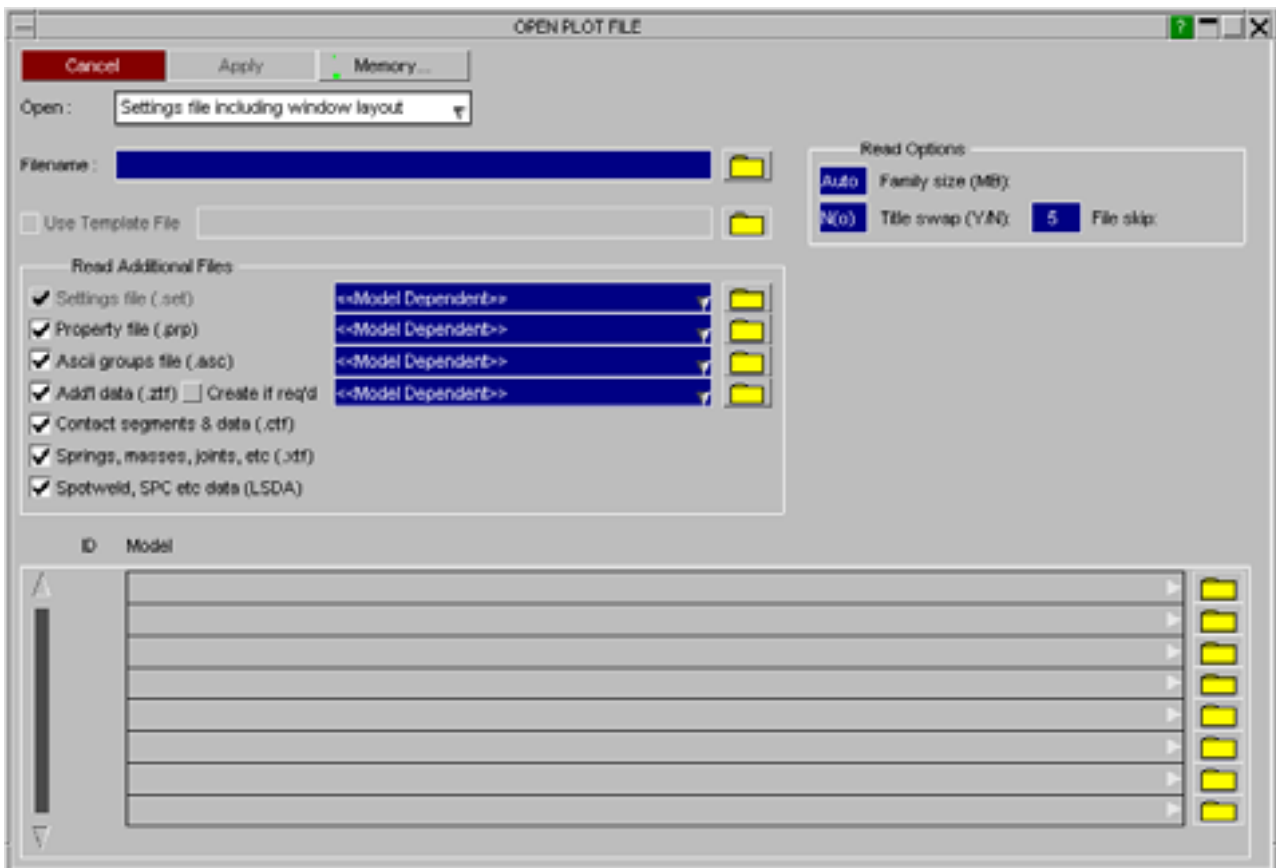 OPEN PLOT FILE ?
Cancel Apply Memory...
Open : Settings file including window layout
Filename :
Read Options
Auto Family size (MB):
N(o) Title swap (Y/N): 5 File skip:
Use Template File
Read Additional Files
Settings file (.set) <<Model Dependent>>
Property file (.prp) <<Model Dependent>>
Ascii groups file (.asc) <<Model Dependent>>
Add'l data (.ztf) Create if req'd <<Model Dependent>>
Contact segments & data (.ctf)
Springs, masses, joints, etc (.xtf)
Spotweld, SPC etc data (LSDA)
ID Model